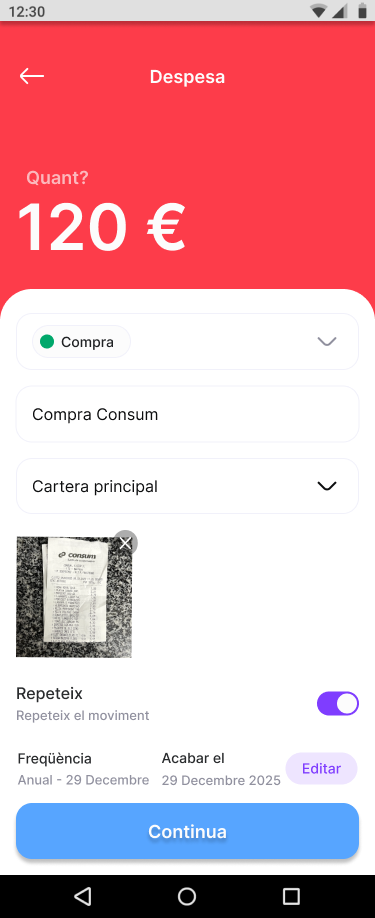 12:30
Despesa
Quant?
120 €
Compra
Compra Consum
Cartera principal
consum
Repeteix
Repeteix el moviment
Freqüència
Acabar el
Editar
Anual - 29 Decembre
29 Decembre 2025
Continua